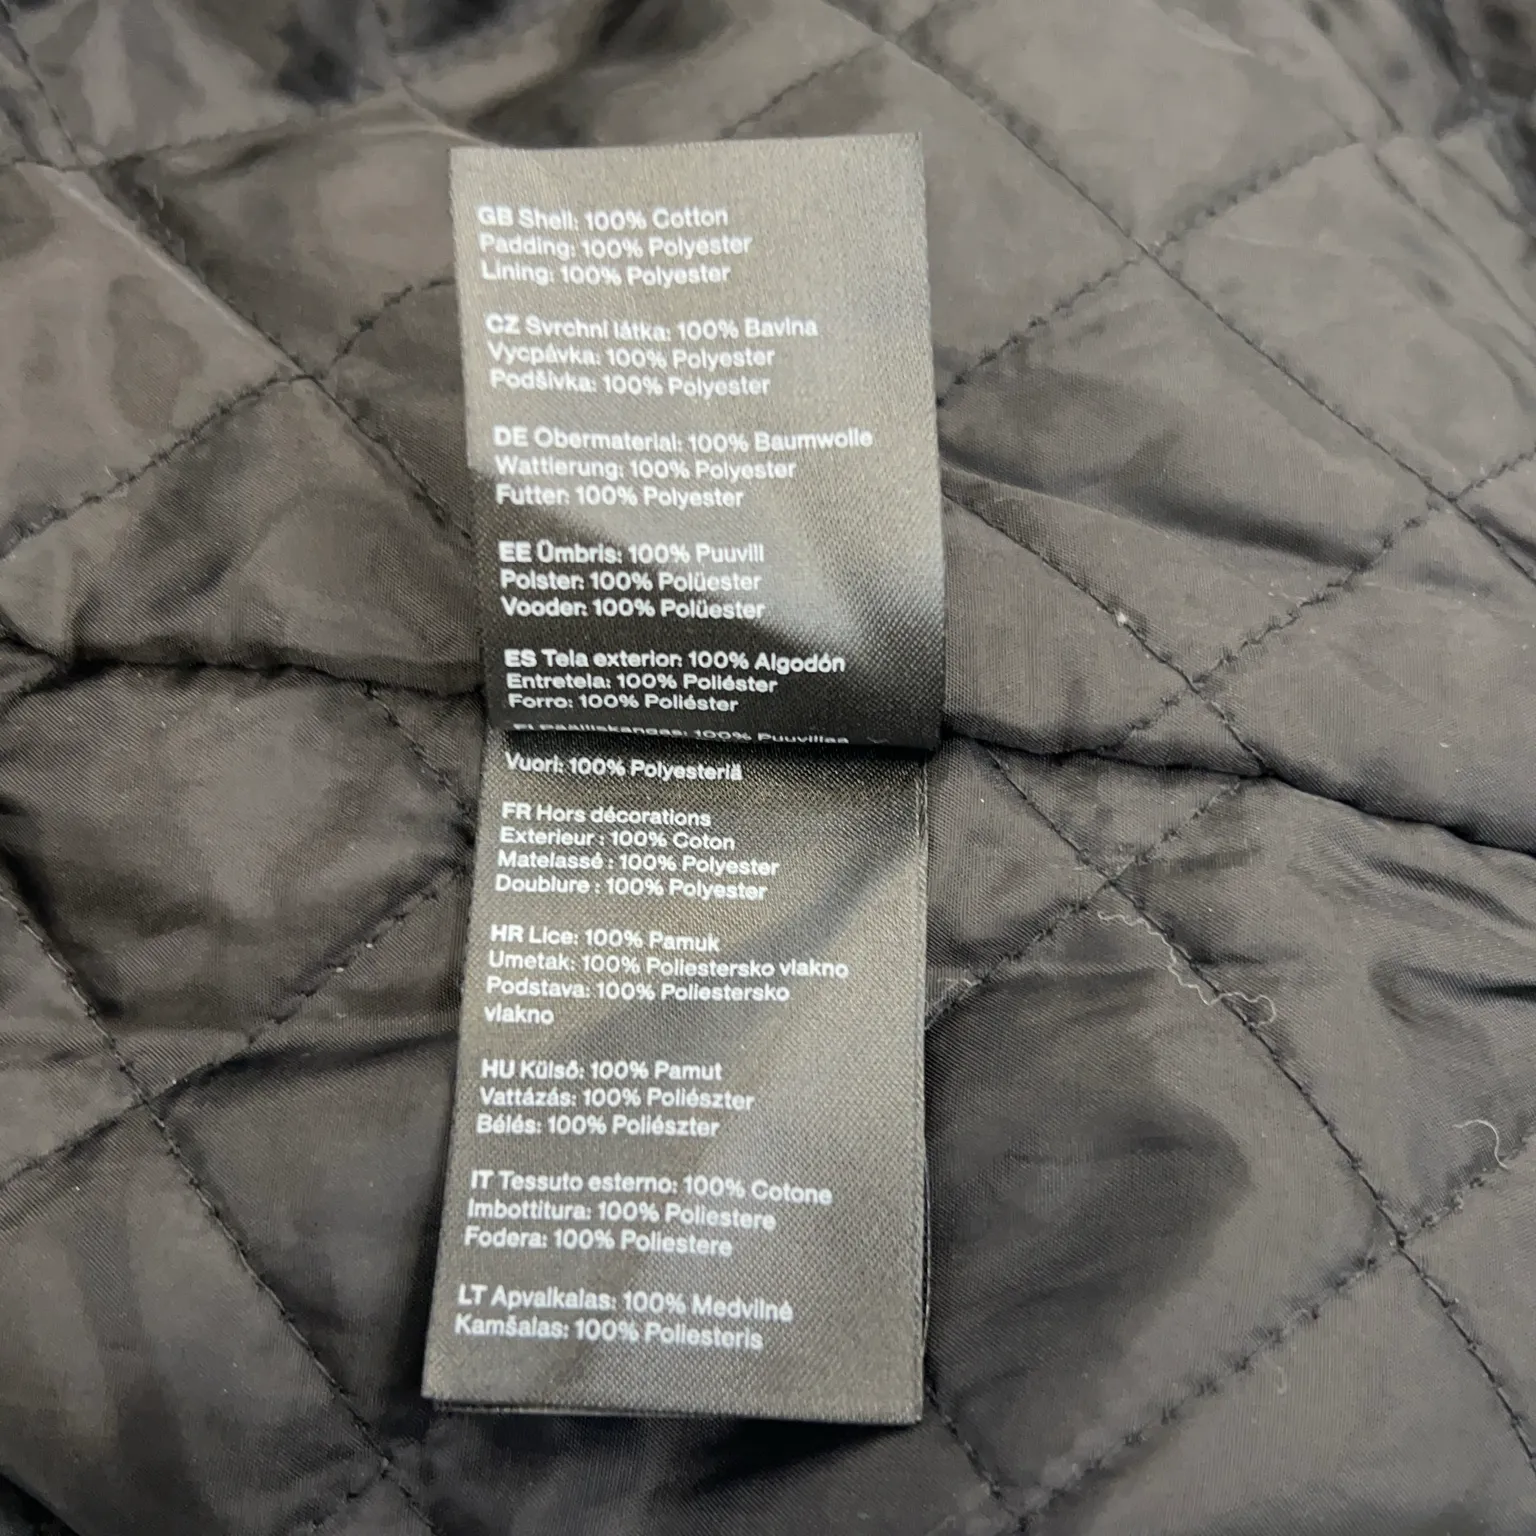 GB Shell: 100% Cotton
Padding: 100% Polyester
Lining: 100% Polyester
CZ Svrchní látka: 100% Bavlna
Vycpávka: 100% Polyester
Podšívka: 100% Polyester
DE Obermaterial: 100% Baumwolle
Wattierung: 100% Polyester
Futter: 100% Polyester
EE Ümbris: 100% Puuvill
Polster: 100% Polüester
Vooder: 100% Polüester
ES Tela exterior: 100% Algodón
Entretela: 100% Poliéster
Forro: 100% Poliéster
FI Päälliskangas: 100% Puuvillaa
Vuori: 100% Polyesteriä
FR Hors décorations
Exterieur : 100% Coton
Matelassé : 100% Polyester
Doublure : 100% Polyester
HR Lice: 100% Pamuk
Umetak: 100% Poliestersko vlakno
Podstava: 100% Poliestersko
vlakno
HU Külső: 100% Pamut
Vattázás: 100% Poliészter
Bélés: 100% Poliészter
IT Tessuto esterno: 100% Cotone
Imbottitura: 100% Poliestere
Fodera: 100% Poliestere
LT Apvalkalas: 100% Medvilnė
Kamšalas: 100% Poliesteris